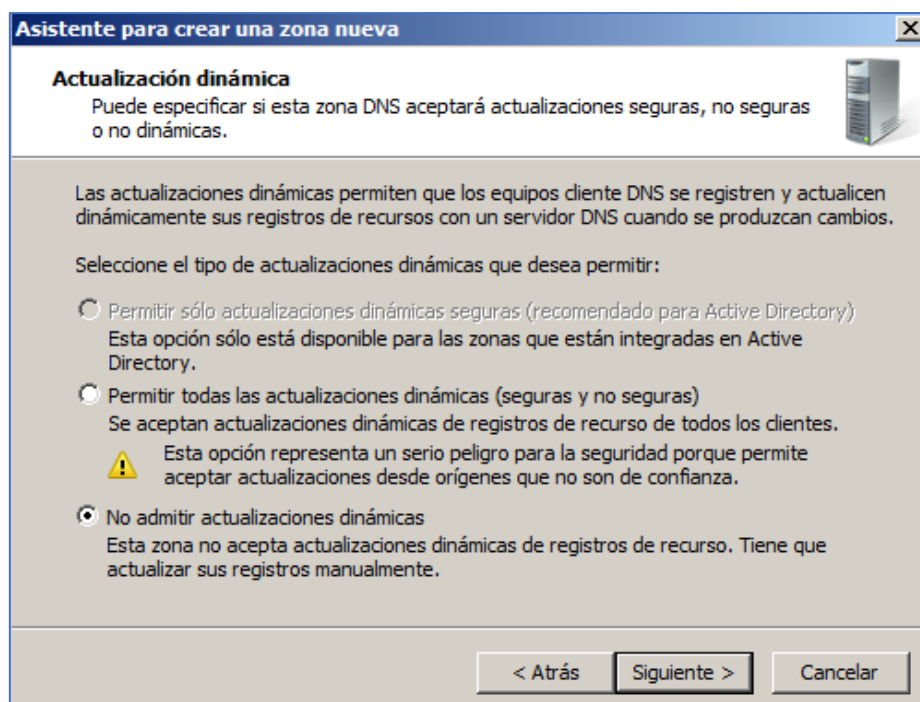 Asistente para crear una zona nueva
Actualización dinámica
Puede especificar si esta zona DNS aceptará actualizaciones seguras, no seguras
o no dinámicas.
Las actualizaciones dinámicas permiten que los equipos cliente DNS se registren y actualicen
dinámicamente sus registros de recursos con un servidor DNS cuando se produzcan cambios.
Seleccione el tipo de actualizaciones dinámicas que desea permitir:
Permitir sólo actualizaciones dinámicas seguras (recomendado para Active Directory)
Esta opción sólo está disponible para las zonas que están integradas en Active
Directory.
Permitir todas las actualizaciones dinámicas (seguras y no seguras)
Se aceptan actualizaciones dinámicas de registros de recurso de todos los clientes.
Esta opción representa un serio peligro para la seguridad porque permite
aceptar actualizaciones desde orígenes que no son de confianza.
No admitir actualizaciones dinámicas
Esta zona no acepta actualizaciones dinámicas de registros de recurso. Tiene que
actualizar sus registros manualmente.
< Atrás Siguiente > Cancelar